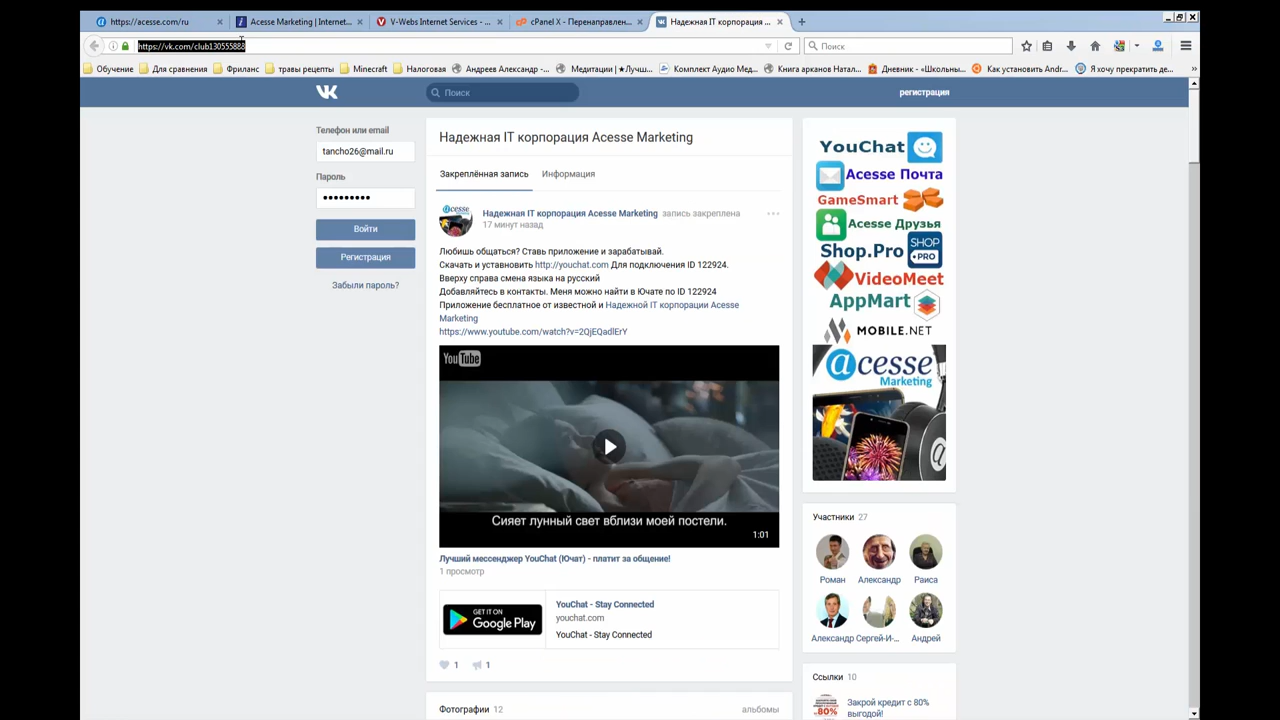 https://acesse.com/ru
Acesse Marketing | Internet...
V-Webs Internet Services - ...
cPanel X - Перенаправлен...
Надежная IT корпорация ...
https://vk.com/club130555888
Поиск
Обучение
Для сравнения
Фриланс
травы рецепты
Minecraft
Налоговая
Андреев Александр -...
Медитации | ★Лучш...
Комплект Аудио Мед...
Книга арканов Натал...
Дневник - «Школьны...
Как установить Andr...
Я хочу прекратить де...
Поиск
регистрация
Телефон или email
tancho26@mail.ru
Пароль
Войти
Регистрация
Забыли пароль?
Надежная IT корпорация Acesse Marketing
Закреплённая запись
Информация
Надежная IT корпорация Acesse Marketing запись закреплена
17 минут назад
Любишь общаться? Ставь приложение и зарабатывай.
Скачать и уставновить http://youchat.com Для подключения ID 122924.
Вверху справа смена языка на русский
Добавляйтесь в контакты. Меня можно найти в Ючате по ID 122924
Приложение бесплатное от известной и Надежной IT корпорации Acesse
Marketing
https://www.youtube.com/watch?v=2QjEQadlErY
YouTube
Сияет лунный свет вблизи моей постели.
1:01
Лучший мессенджер YouChat (Ючат) - платит за общение!
1 просмотр
GET IT ON
Google Play
YouChat - Stay Connected
youchat.com
YouChat - Stay Connected
1
1
Фотографии 12
альбомы
YouChat
Acesse Почта
GameSmart
Acesse Друзья
Shop.Pro
SHOP
PRO
VideoMeet
AppMart
MOBILE.NET
acesse
Marketing
Участники 27
Роман
Александр
Раиса
Александр
Сергей-И-...
Андрей
Ссылки 10
Закрой кредит с 80%
выгодой!